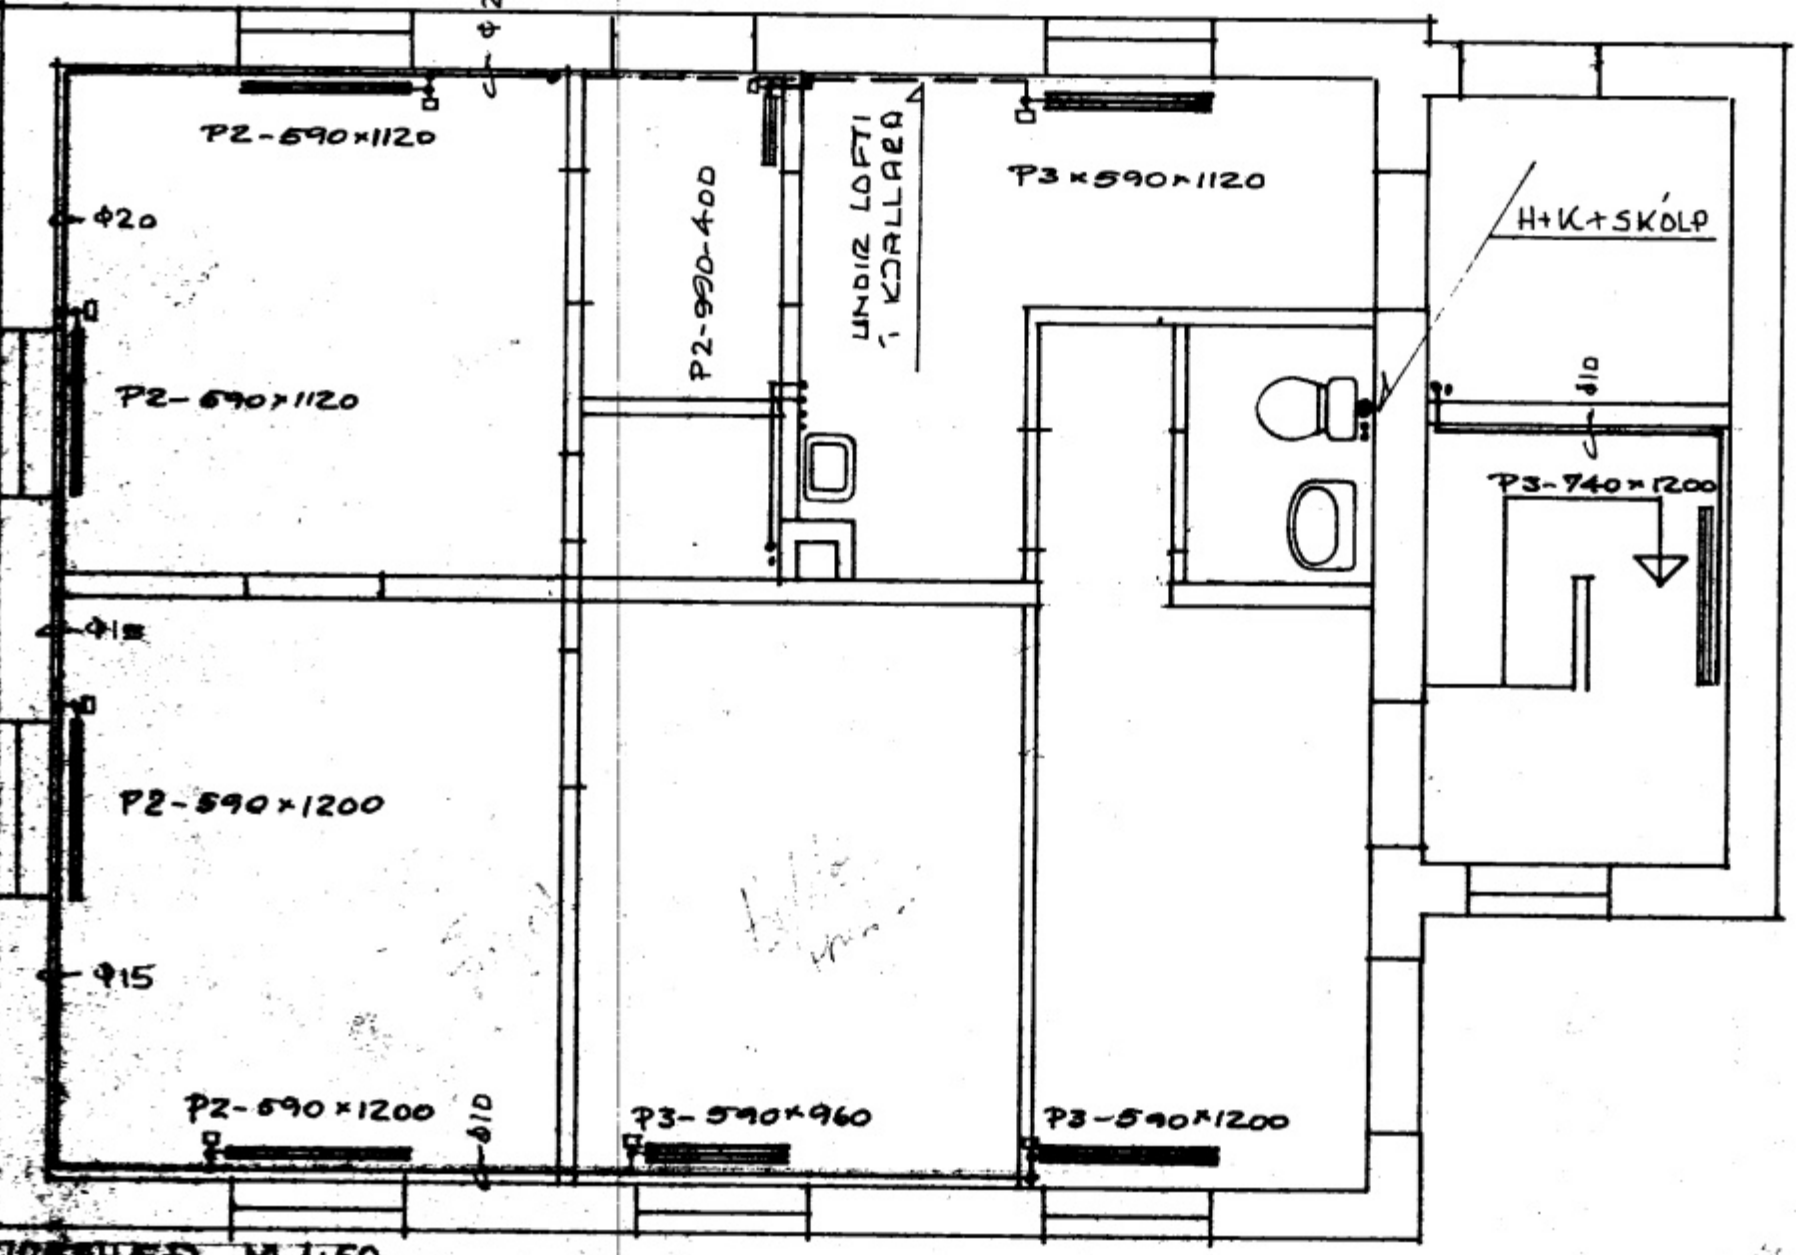 P2-590×1120
P2-990-400
UNDIR LOFTI
Í KJALLARA
P3×590×1120
H+K+SKÓLP
φ20
P2-590×1120
φ10
P3-740×1200
P2-590×1200
φ15
P2-590×1200
φ10
P3-590×960
P3-590×1200
M 1:50